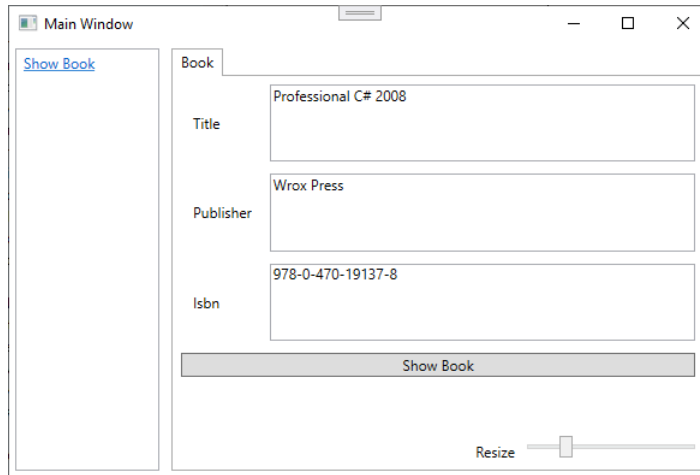 Main Window
Show Book
Book
Title
Professional C# 2008
Publisher
Wrox Press
Isbn
978-0-470-19137-8
Show Book
Resize